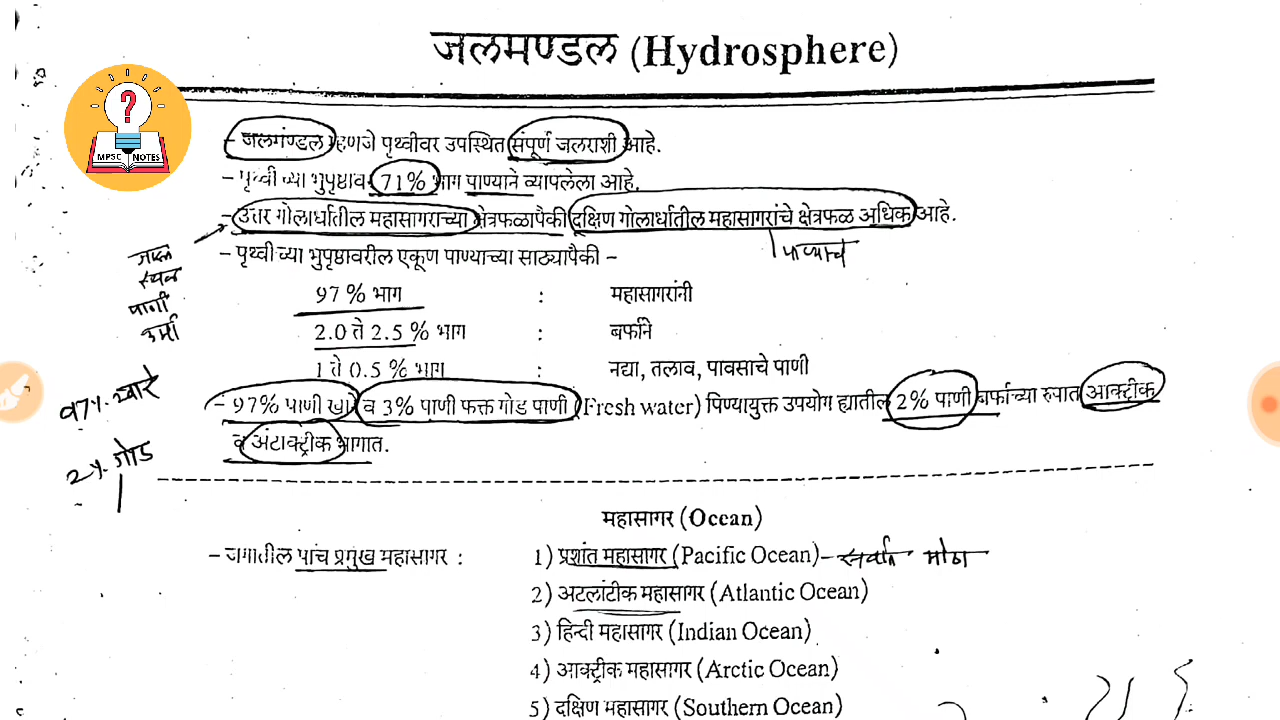 जलमण्डल (Hydrosphere)
MPSC NOTES
- जलमंडल म्हणजे पृथ्वीवर उपस्थित संपूर्ण जलराशी आहे.
- पृथ्वी च्या भुपृष्ठाव 71% भाग पाण्याने व्यापलेला आहे.
- उत्तर गोलार्धातील महासागराच्या क्षेत्रफळापैकी दक्षिण गोलार्धातील महासागरांचे क्षेत्रफळ अधिक आहे.
पाण्याचे
- पृथ्वी च्या भुपृष्ठावरील एकूण पाण्याच्या साठ्यापैकी -
पाणी
97 % भाग : महासागरांनी
2.0 ते 2.5 % भाग : बर्फाने
1 ते 0.5 % भाग : नद्या, तलाव, पावसाचे पाणी
97% खारे
- 97% पाणी खारे व 3% पाणी फक्त गोड पाणी (Fresh water) पिण्यायुक्त उपयोग ह्यातील 2% पाणी बर्फाच्या रुपात आर्क्ट्रीक
व अंटार्क्ट्रीक भागात.
2% गोड
महासागर (Ocean)
- जगातील पाच प्रमुख महासागर : 1) प्रशांत महासागर (Pacific Ocean) - सर्वात मोठा
2) अटलांटीक महासागर (Atlantic Ocean)
3) हिन्दी महासागर (Indian Ocean)
4) आर्क्ट्रीक महासागर (Arctic Ocean)
5) दक्षिण महासागर (Southern Ocean)